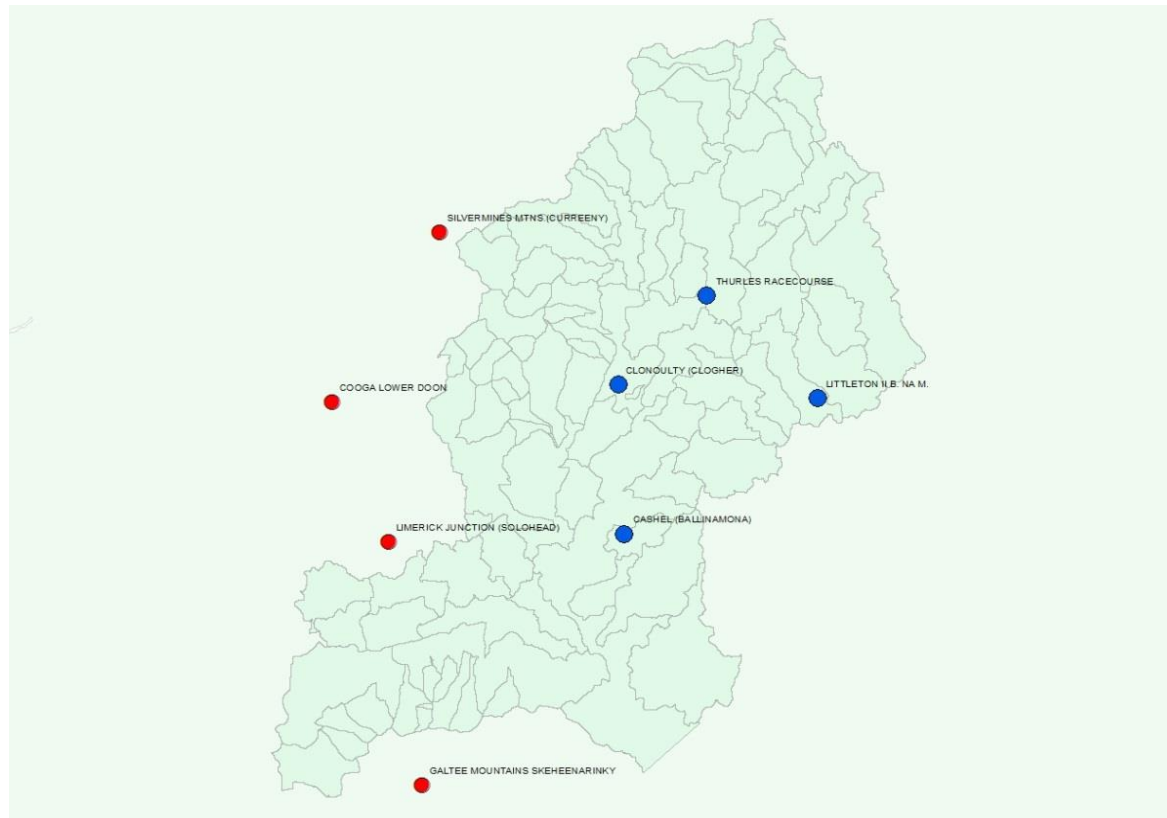 SILVERMINES MTNS (CURREENY)
THURLES RACECOURSE
CLONOULTY (CLOGHER)
LITTLETON II B. NA M.
COOGA LOWER DOON
CASHEL (BALLINAMONA)
LIMERICK JUNCTION (SOLOHEAD)
GALTEE MOUNTAINS SKEHEENARINKY